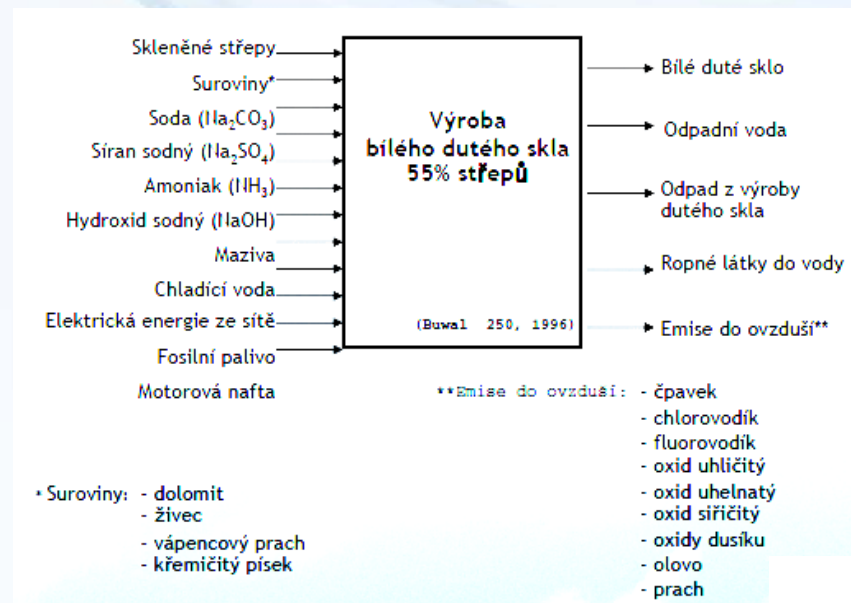 Skleněné střepy
Suroviny*
Soda (Na₂CO₃)
Síran sodný (Na₂SO₄)
Amoniak (NH₃)
Hydroxid sodný (NaOH)
Maziva
Chladící voda
Elektrická energie ze sítě
Fosilní palivo
Motorová nafta
Výroba
bílého dutého skla
55% střepů
(Buwal 250, 1996)
Bílé duté sklo
Odpadní voda
Odpad z výroby
dutého skla
Ropné látky do vody
Emise do ovzduší**
**Emise do ovzduší: - čpavek
- chlorovodík
- fluorovodík
- oxid uhličitý
- oxid uhelnatý
- oxid siřičitý
- oxidy dusíku
- olovo
- prach
* Suroviny: - dolomit
- živec
- vápencový prach
- křemičitý písek